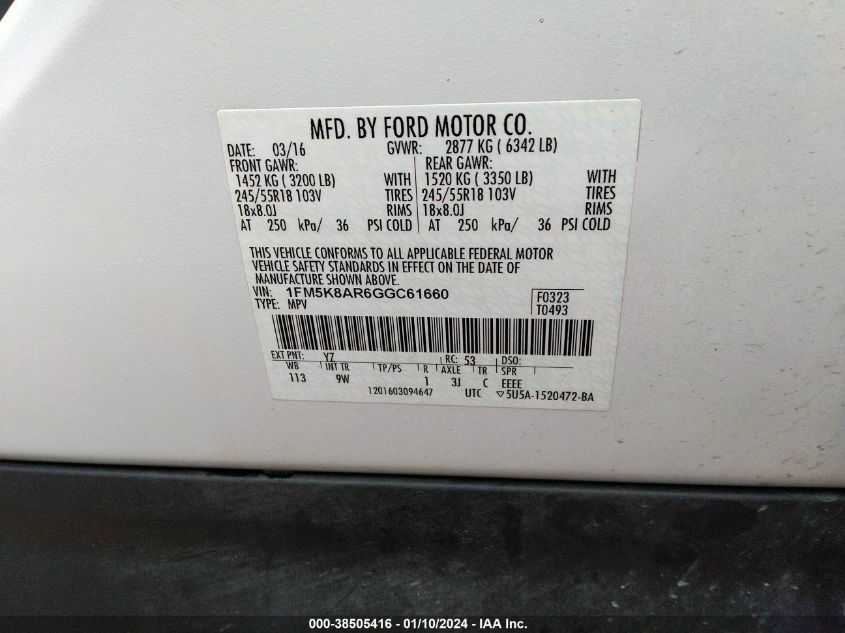 MFD. BY FORD MOTOR CO.
DATE: 03/16 GVWR: 2877 KG ( 6342 LB)
FRONT GAWR: REAR GAWR:
1452 KG ( 3200 LB) WITH 1520 KG ( 3350 LB) WITH
245/55R18 103V TIRES 245/55R18 103V TIRES
18x8.0J RIMS 18x8.0J RIMS
AT 250 kPa/ 36 PSI COLD AT 250 kPa/ 36 PSI COLD
THIS VEHICLE CONFORMS TO ALL APPLICABLE FEDERAL MOTOR
VEHICLE SAFETY STANDARDS IN EFFECT ON THE DATE OF
MANUFACTURE SHOWN ABOVE.
VIN: 1FM5K8AR6GGC61660 F0323
TYPE: MPV T0493
EXT PNT: YZ RC: 53 DSO:
WB INT TR TP/PS R AXLE TR SPR
113 9W 1 3J C EEEE
1201603094647 UTC ▽5U5A-1520472-BA
000-38505416 - 01/10/2024 - IAA Inc.